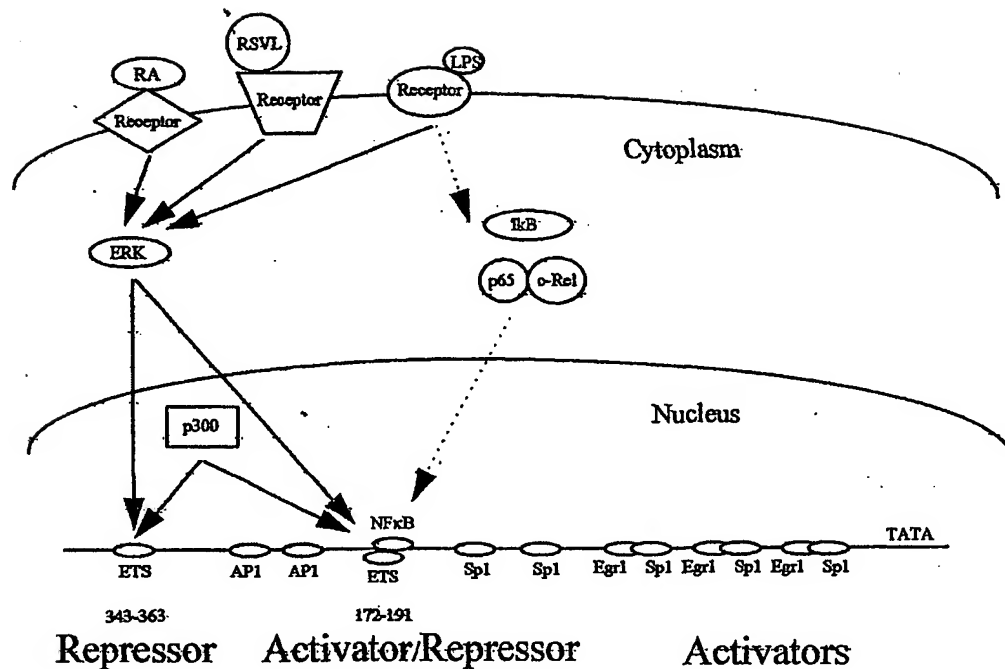 RSVL
LPS
RA
Receptor
Receptor
Receptor
Cytoplasm
IkB
ERK
p65
o-Rel
Nucleus
p300
NFκB
TATA
ETS
AP1
AP1
ETS
Sp1
Sp1
Egr1
Sp1
Egr1
Sp1
Egr1
Sp1
343-363
172-191
Repressor
Activator/Repressor
Activators